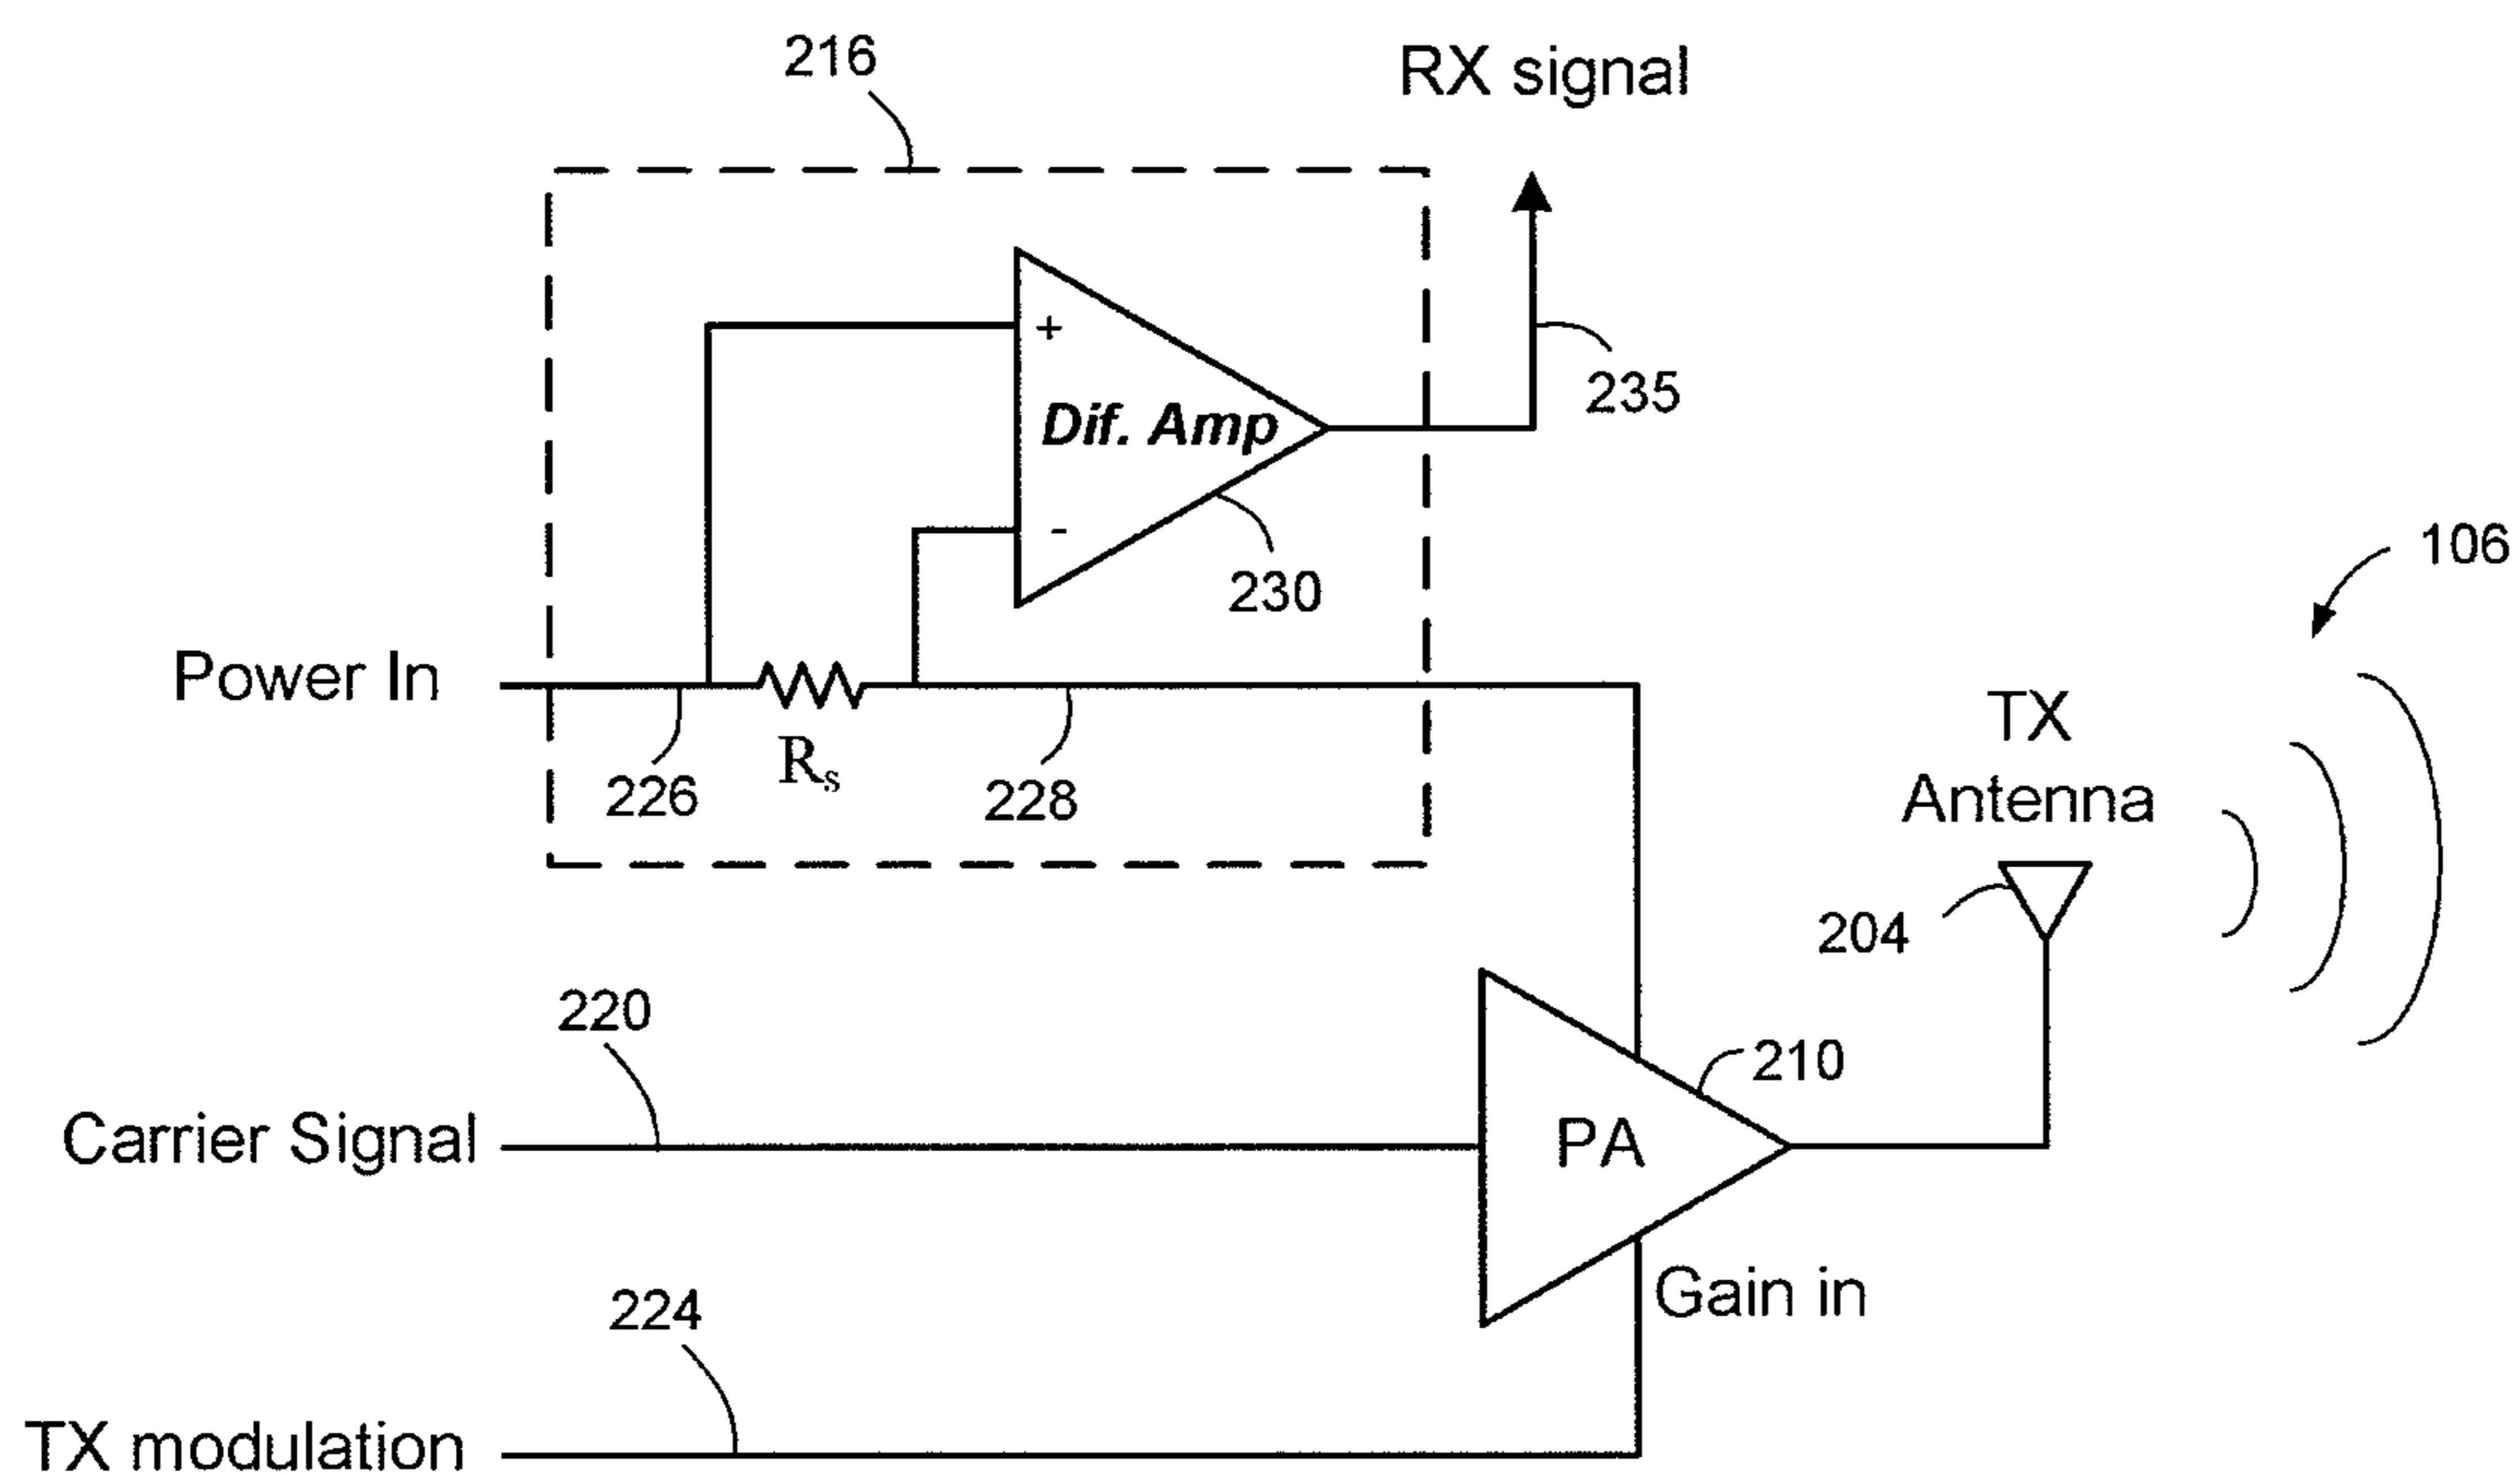 216
RX signal
+
Dif. Amp
235
-
230
106
Power In
226
Rs
228
TX
Antenna
204
220
210
Carrier Signal
PA
224
Gain in
TX modulation